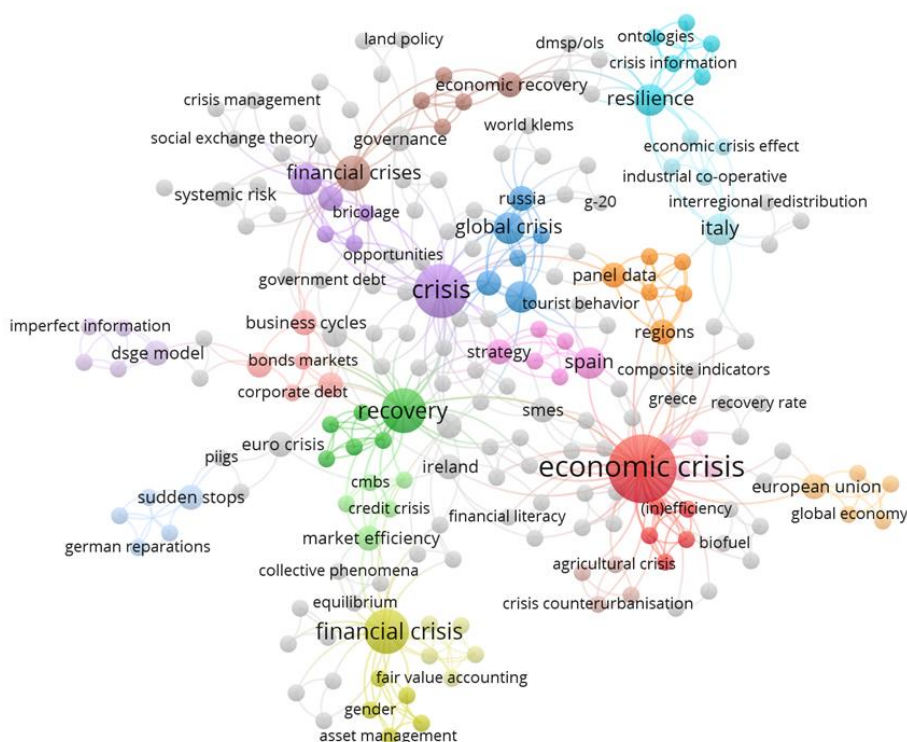 ontologies
land policy
dmsp/ols
crisis information
economic recovery
crisis management
resilience
world klems
social exchange theory
governance
economic crisis effect
financial crises
industrial co-operative
systemic risk
russia
g-20
interregional redistribution
bricolage
global crisis
italy
opportunities
government debt
crisis
panel data
tourist behavior
imperfect information
business cycles
regions
dsge model
bonds markets
strategy
spain
composite indicators
corporate debt
greece
recovery rate
recovery
smes
euro crisis
piigs
ireland
economic crisis
cmbs
european union
sudden stops
credit crisis
financial literacy
(in)efficiency
global economy
german reparations
market efficiency
biofuel
collective phenomena
agricultural crisis
equilibrium
crisis counterurbanisation
financial crisis
fair value accounting
gender
asset management